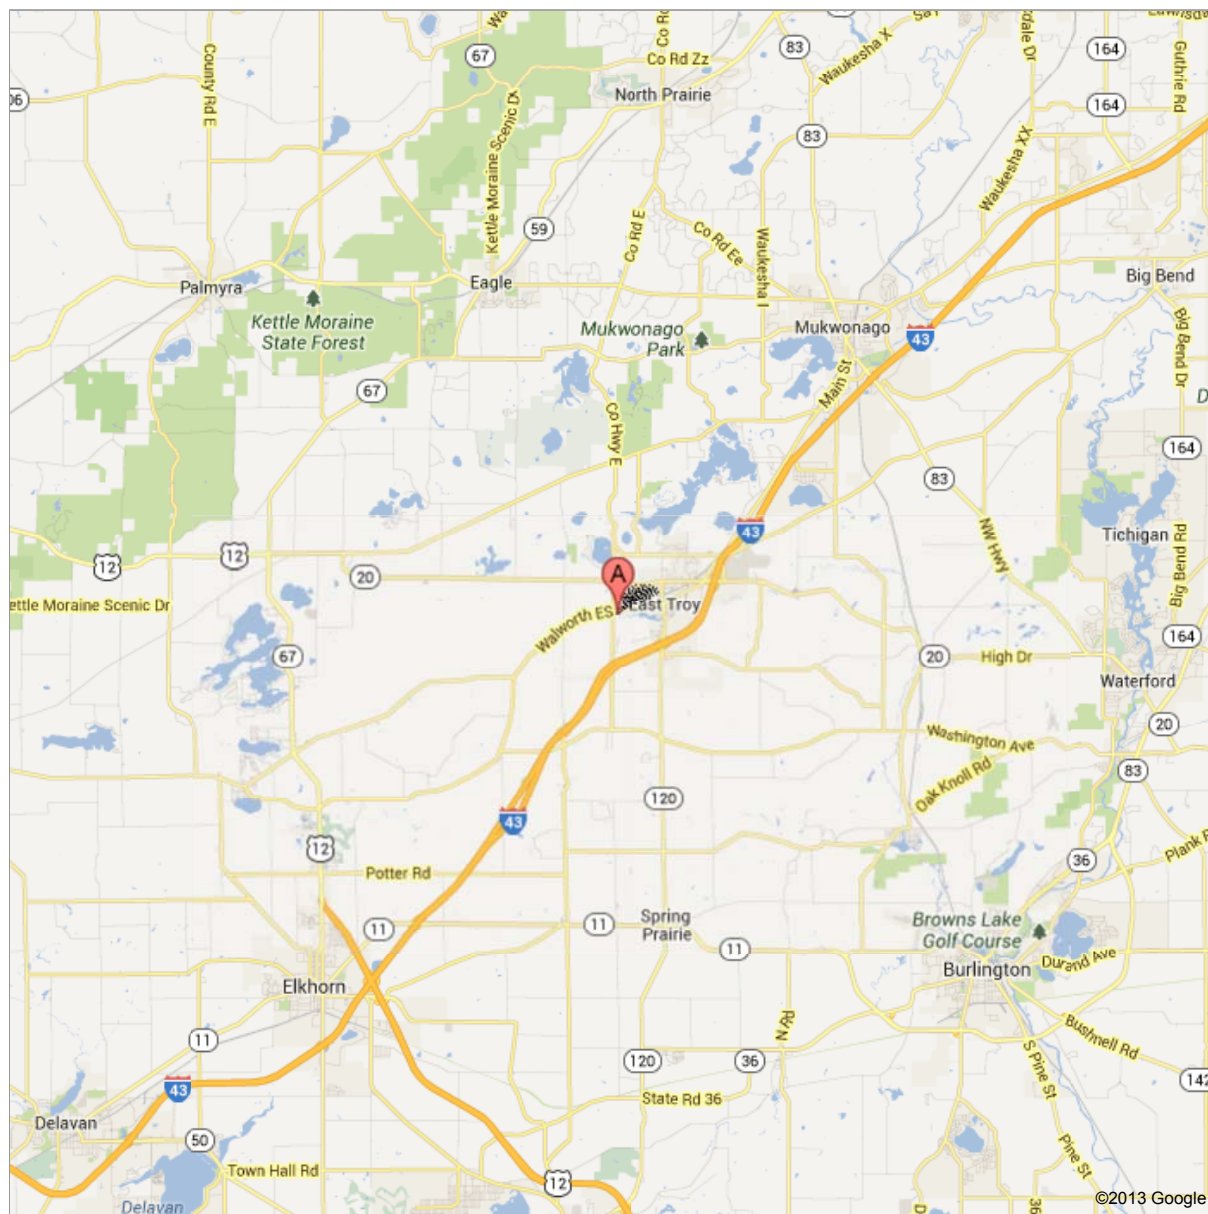 67
83
164
Guthrie Rd
County Rd E
Co Rd Zz
Waukesha X
North Prairie
164
83
Kettle Moraine Scenic Dr
Waukesha XX
59
Co Rd E
Co Rd Ee
Waukesha I
Palmyra
Eagle
Big Bend
Kettle Moraine
State Forest
Mukwonago
Park
Mukwonago
43
Big Bend Dr
67
Main St
Co Hwy E
164
83
43
NW Hwy
Tichigan
12
12
20
A
Big Bend Rd
ettle Moraine Scenic Dr
East Troy
Walworth ES
164
67
20
High Dr
Waterford
20
Washington Ave
83
Oak Knoll Rd
120
43
12
36
Potter Rd
11
11
Spring
Prairie
11
Browns Lake
Golf Course
Durand Ave
Burlington
Elkhorn
Rd N
Bushnell Rd
11
120
36
S Pine St
43
State Rd 36
142
Delavan
50
Pine St
Town Hall Rd
12
Delavan
36
©2013 Google